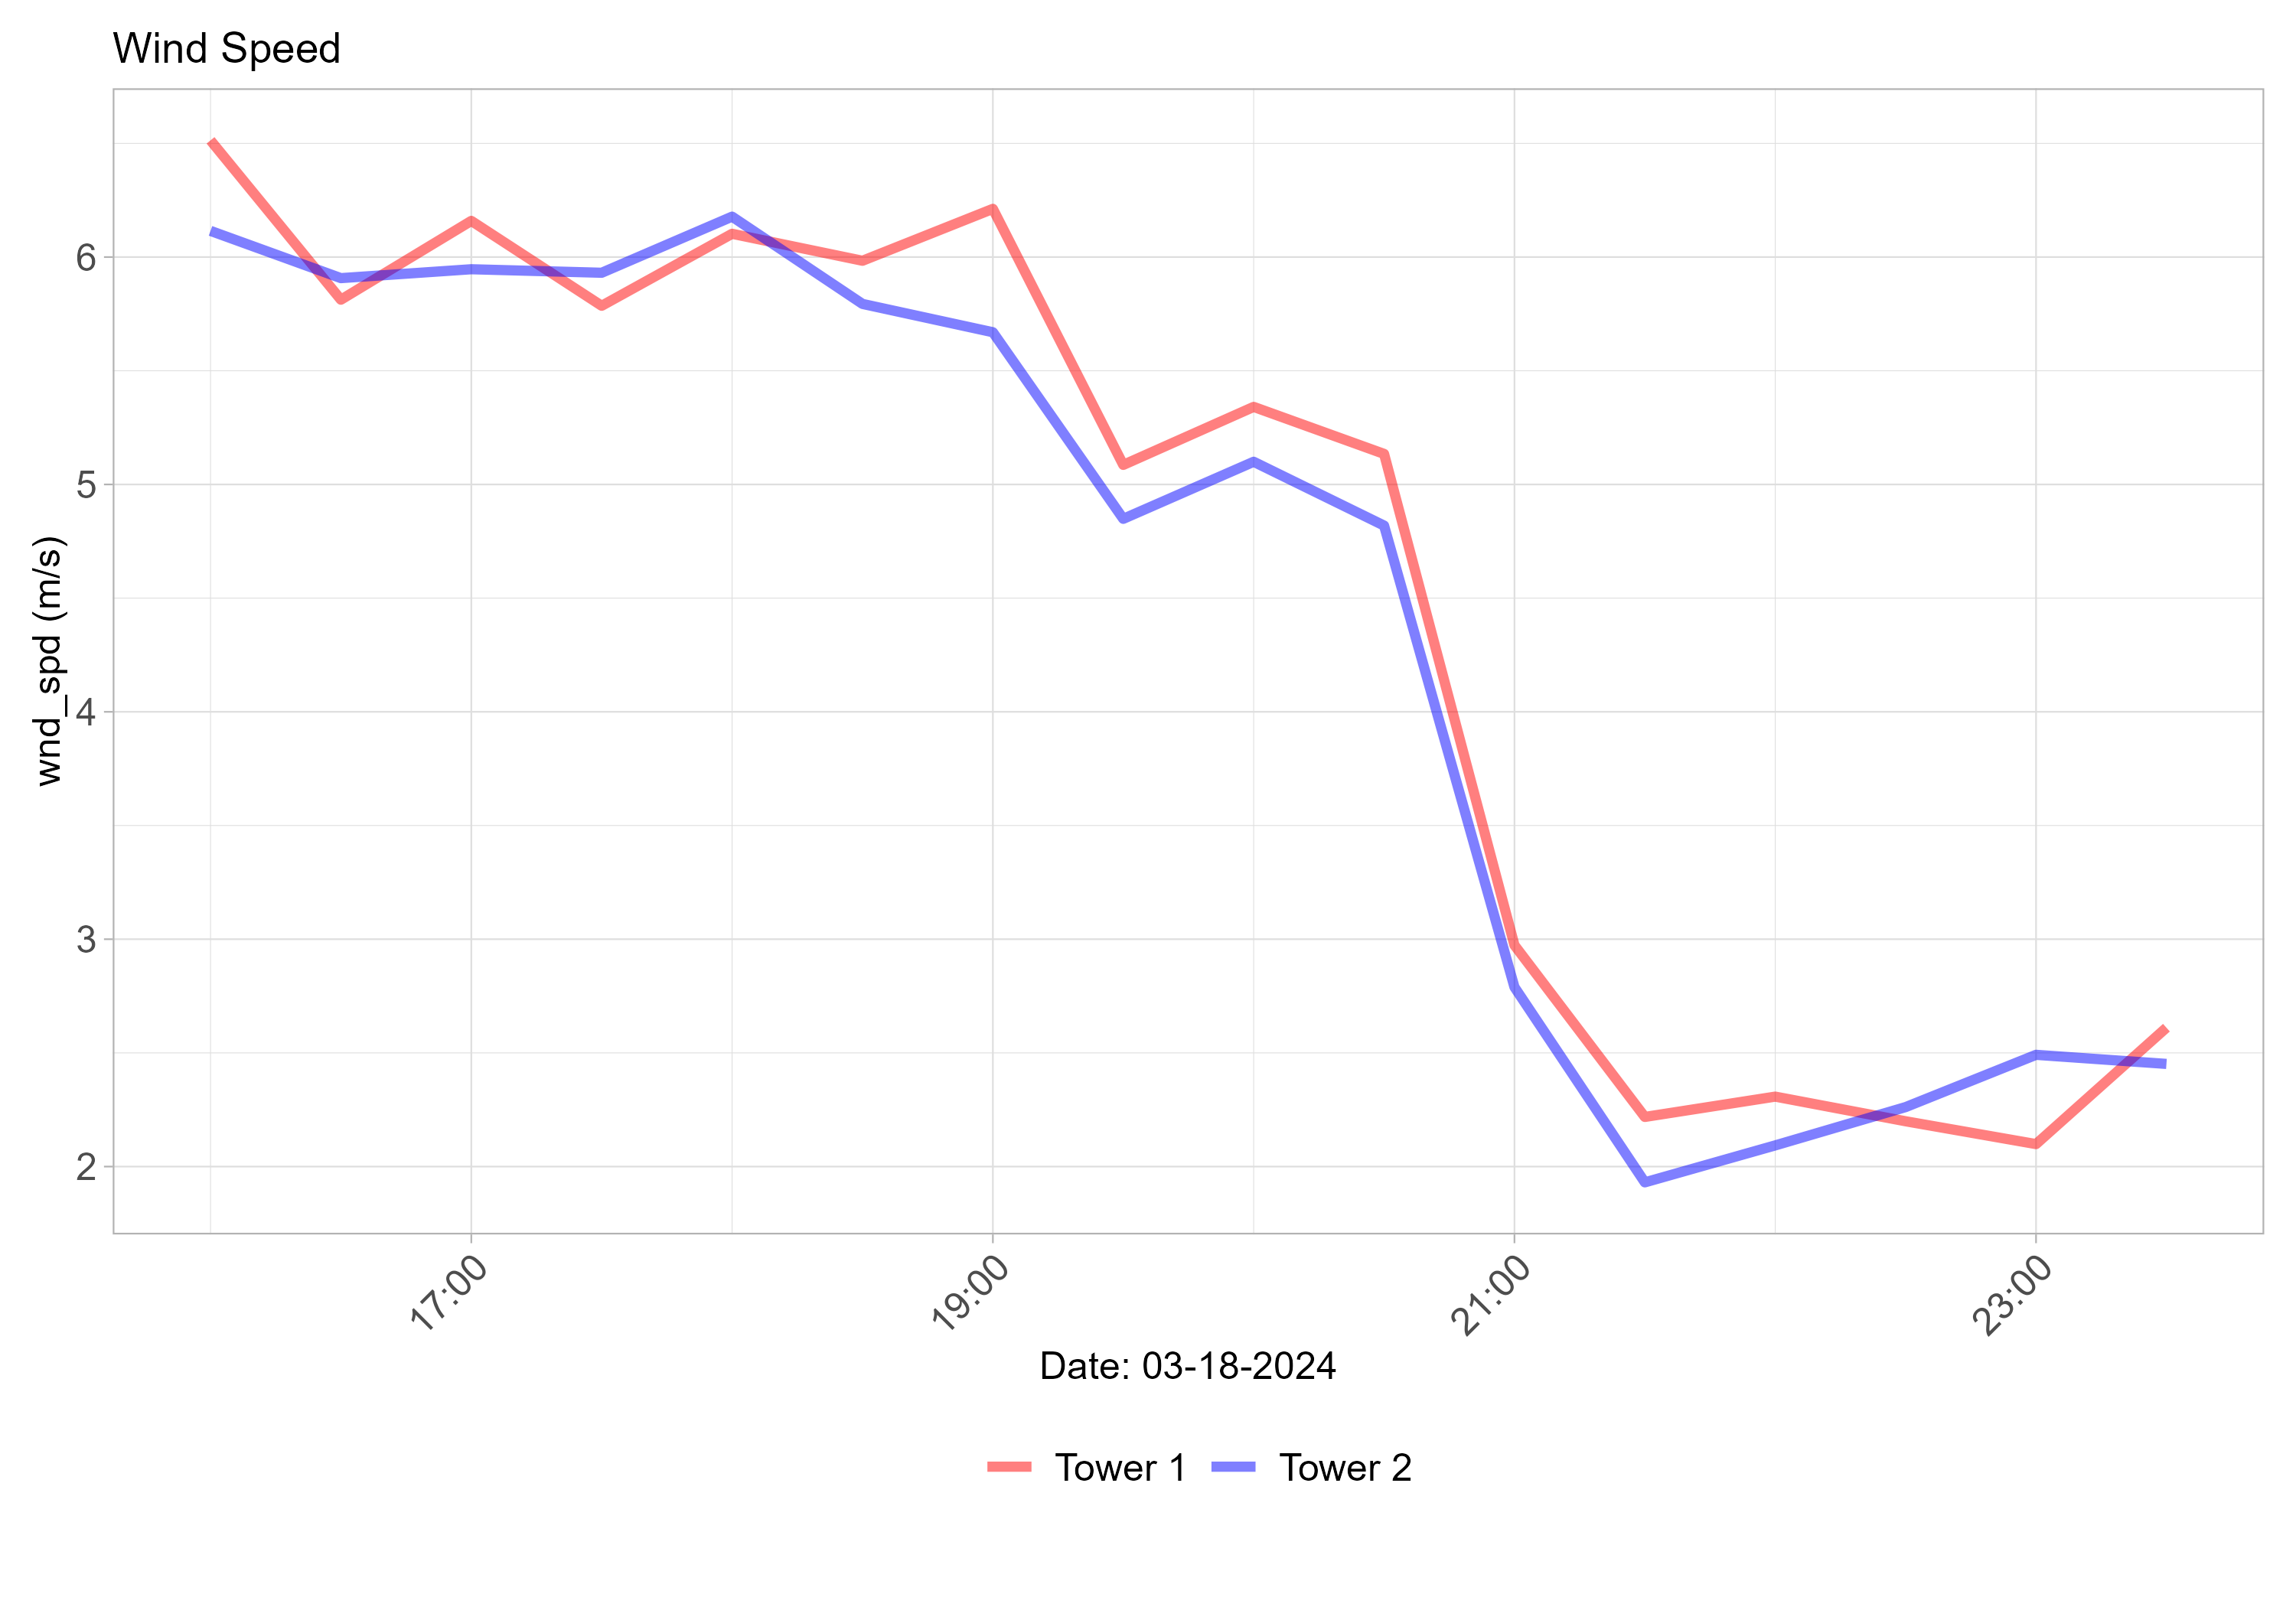 Wind Speed
wnd_spd (m/s)
6
5
4
3
2
17:00
19:00
21:00
23:00
Date: 03-18-2024
Tower 1
Tower 2